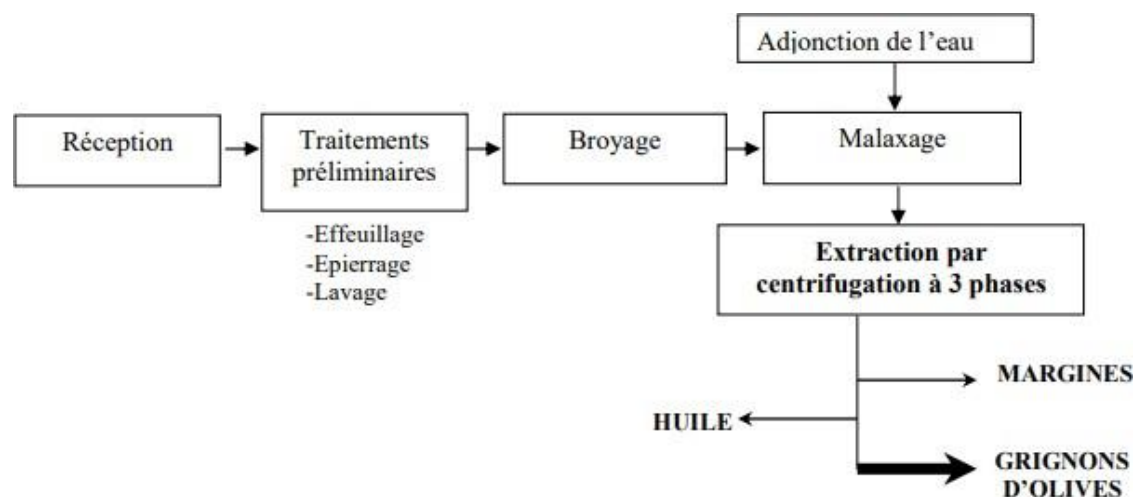 Adjonction de l'eau
Réception
Traitements
préliminaires
Broyage
Malaxage
-Effeuillage
-Epierrage
-Lavage
Extraction par
centrifugation à 3 phases
MARGINES
HUILE
GRIGNONS
D'OLIVES